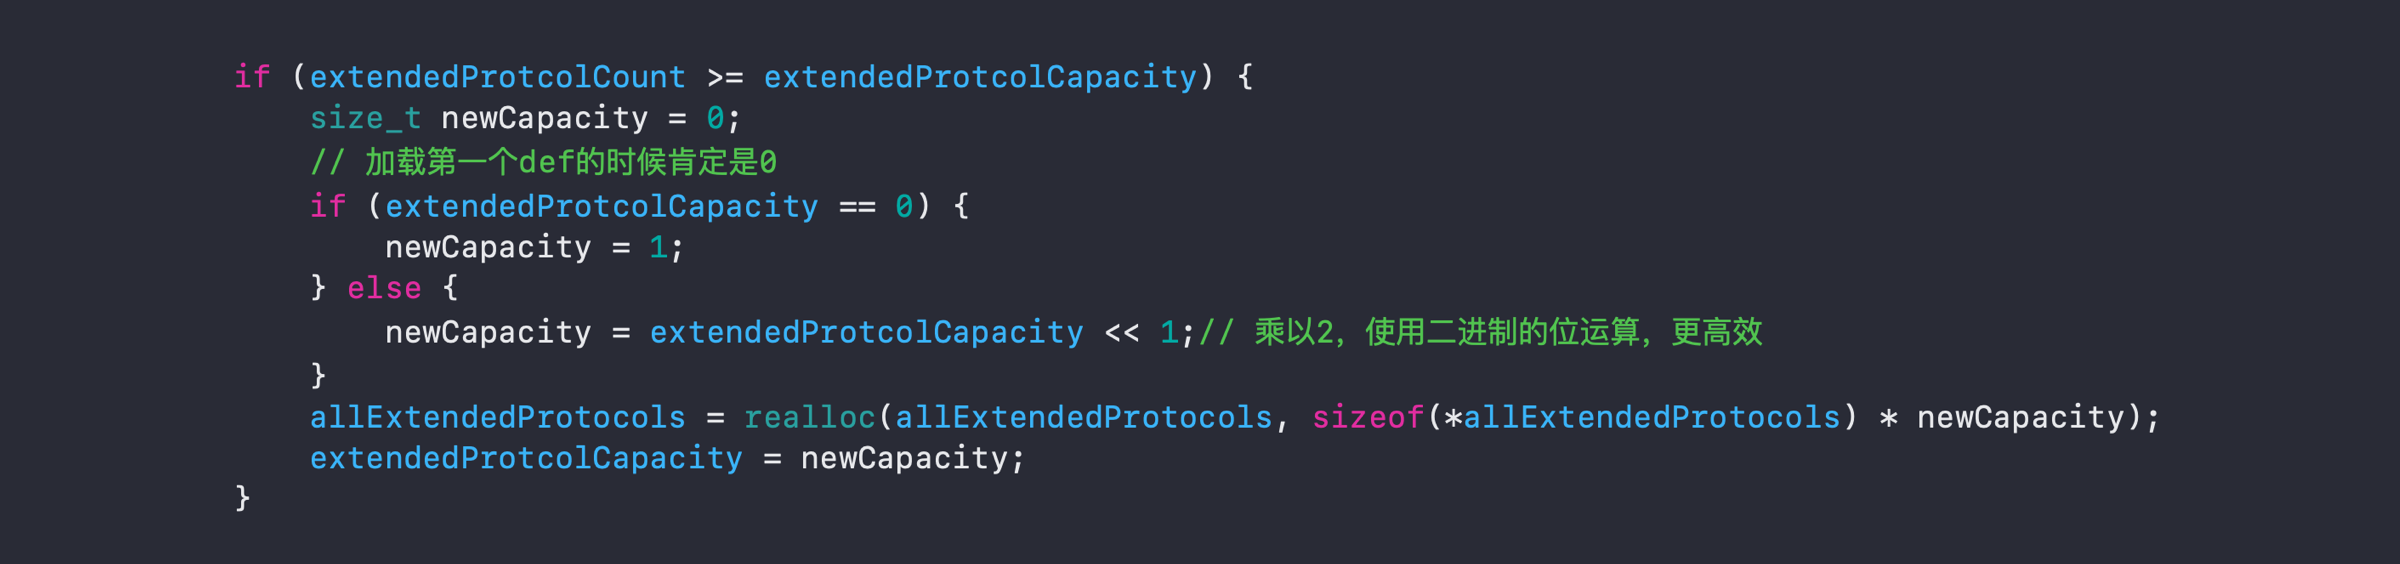 if (extendedProtcolCount >= extendedProtcolCapacity) {
    size_t newCapacity = 0;
    // 加载第一个def的时候肯定是0
    if (extendedProtcolCapacity == 0) {
        newCapacity = 1;
    } else {
        newCapacity = extendedProtcolCapacity << 1;// 乘以2，使用二进制的位运算，更高效
    }
    allExtendedProtocols = realloc(allExtendedProtocols, sizeof(*allExtendedProtocols) * newCapacity);
    extendedProtcolCapacity = newCapacity;
}